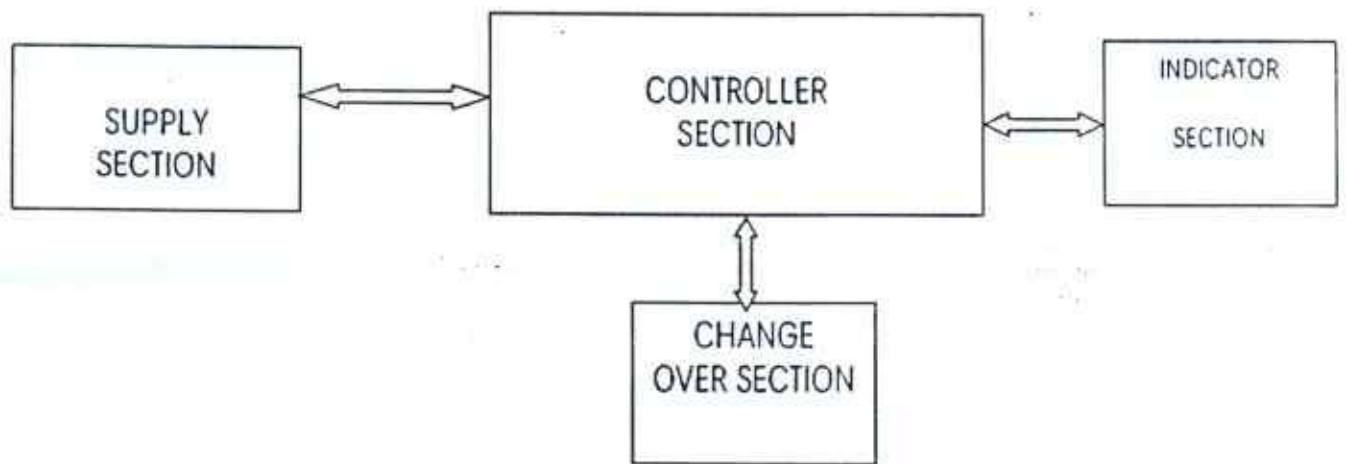 SUPPLY
SECTION
CONTROLLER
SECTION
INDICATOR
SECTION
CHANGE
OVER SECTION